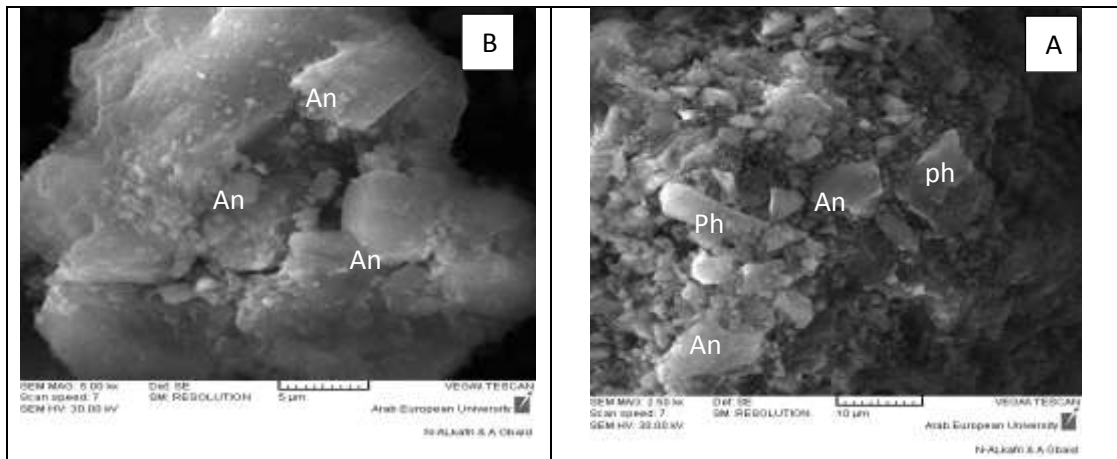 B
An
An
An
SEM MAG: 6.00 kx Det: SE VEGA\\ TESCAN
Scan speed: 7 SM: RESOLUTION 5 µm
SEM HV: 30.00 kV Arab European University
N-ALkafri & A Obaid
A
ph
An
Ph
An
SEM MAG: 2.50 kx Det: SE VEGA\\ TESCAN
Scan speed: 7 SM: RESOLUTION 10 µm
SEM HV: 30.00 kV Arab European University
N-ALkafri & A Obaid